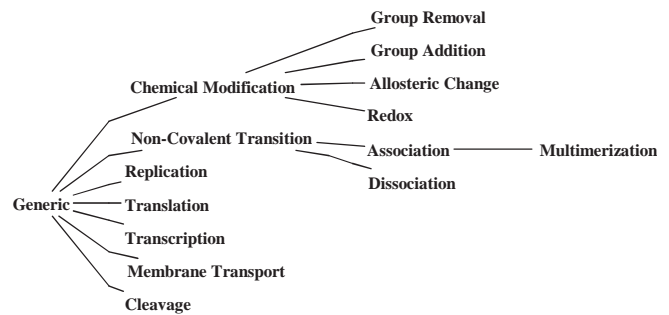 Group Removal
Group Addition
Chemical Modification
Allosteric Change
Redox
Non-Covalent Transition
Association
Multimerization
Replication
Dissociation
Generic
Translation
Transcription
Membrane Transport
Cleavage